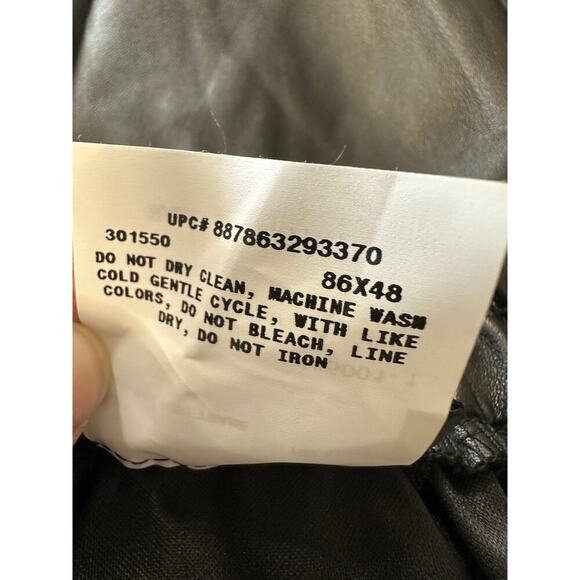 UPC# 887863293370
301550 86X48
DO NOT DRY CLEAN, MACHINE WASH
COLD GENTLE CYCLE, WITH LIKE
COLORS, DO NOT BLEACH, LINE
DRY, DO NOT IRON